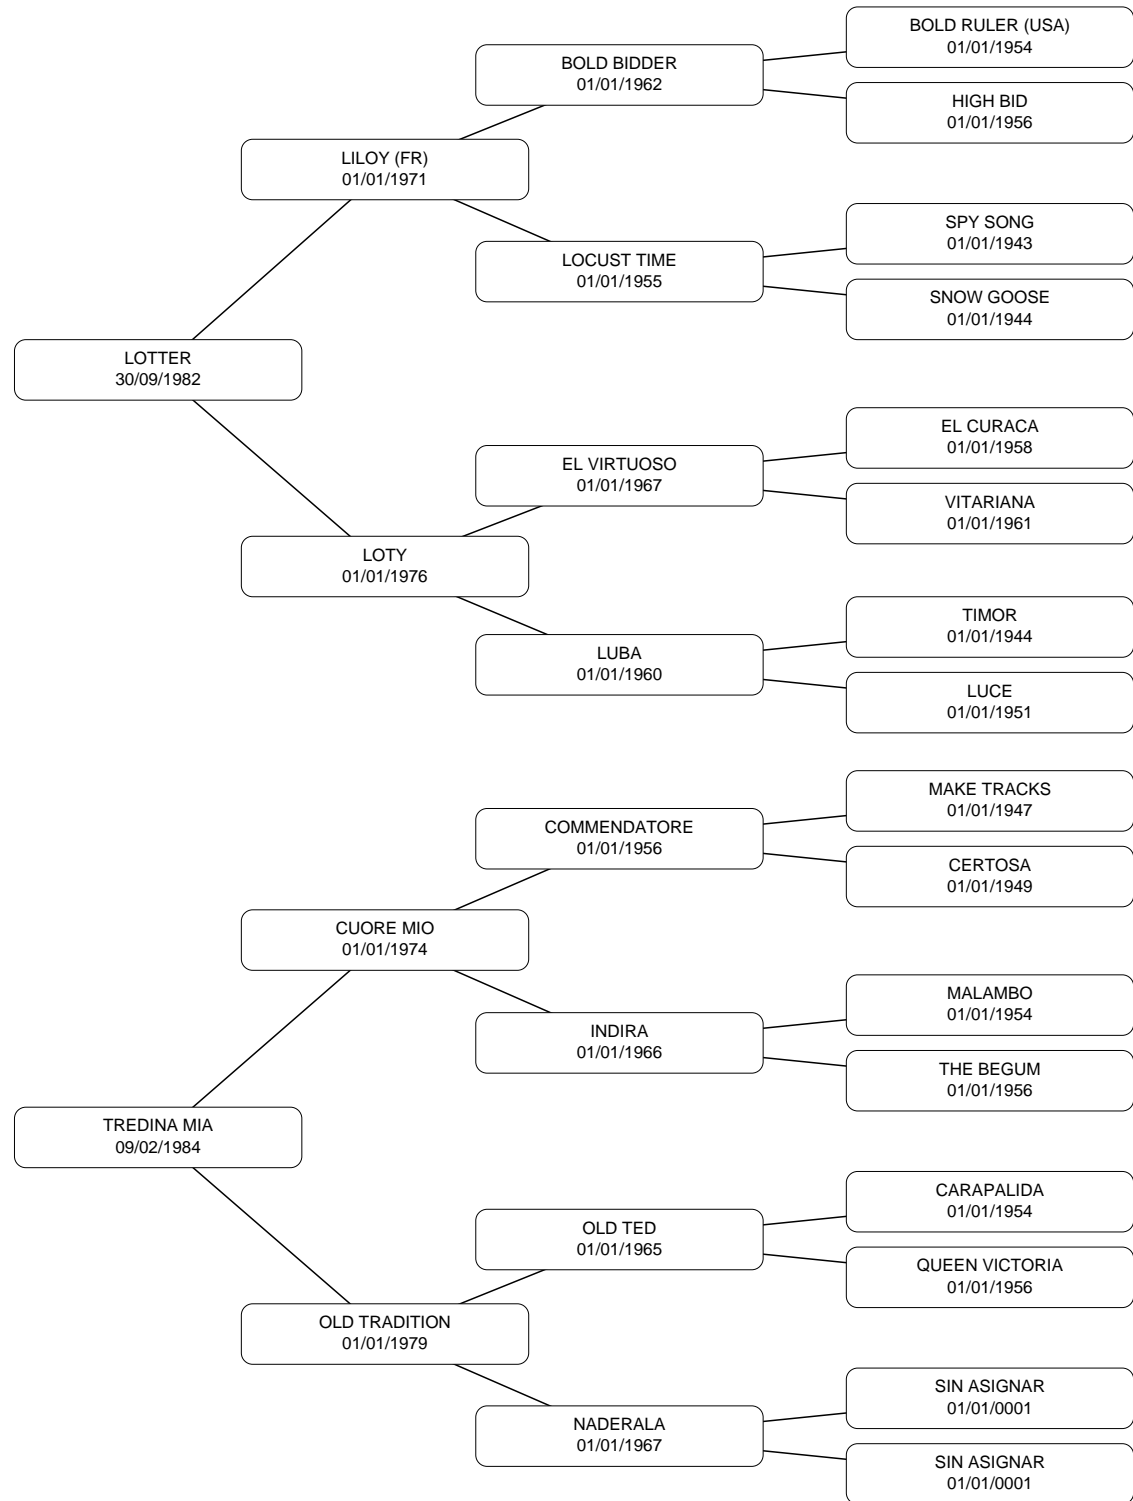 BOLD RULER (USA)
01/01/1954
BOLD BIDDER
01/01/1962
HIGH BID
01/01/1956
LILOY (FR)
01/01/1971
SPY SONG
01/01/1943
LOCUST TIME
01/01/1955
SNOW GOOSE
01/01/1944
LOTTER
30/09/1982
EL CURACA
01/01/1958
EL VIRTUOSO
01/01/1967
VITARIANA
01/01/1961
LOTY
01/01/1976
TIMOR
01/01/1944
LUBA
01/01/1960
LUCE
01/01/1951
MAKE TRACKS
01/01/1947
COMMENDATORE
01/01/1956
CERTOSA
01/01/1949
CUORE MIO
01/01/1974
MALAMBO
01/01/1954
INDIRA
01/01/1966
THE BEGUM
01/01/1956
TREDINA MIA
09/02/1984
CARAPALIDA
01/01/1954
OLD TED
01/01/1965
QUEEN VICTORIA
01/01/1956
OLD TRADITION
01/01/1979
SIN ASIGNAR
01/01/0001
NADERALA
01/01/1967
SIN ASIGNAR
01/01/0001